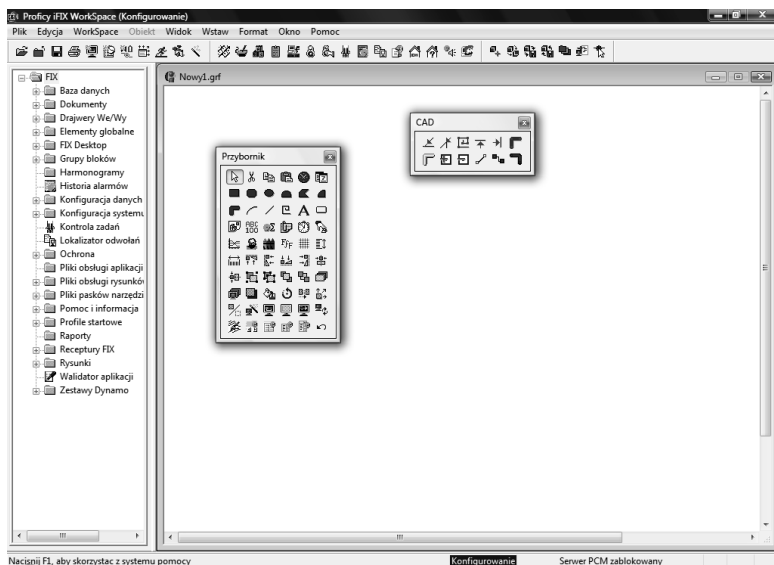 Proficy iFIX WorkSpace (Konfigurowanie)
Plik Edycja WorkSpace Obiekt Widok Wstaw Format Okno Pomoc
FIX
Baza danych
Dokumenty
Drajwery We/Wy
Elementy globalne
FIX Desktop
Grupy bloków
Harmonogramy
Historia alarmów
Konfiguracja danych
Konfiguracja systemu
Kontrola zadań
Lokalizator odwołań
Ochrona
Pliki obsługi aplikacji
Pliki obsługi rysunków
Pliki pasków narzędzi
Pomoc i informacja
Profile startowe
Raporty
Receptury FIX
Rysunki
Walidator aplikacji
Zestawy Dynamo
Nowy1.grf
Przybornik
CAD
Naciśnij F1, aby skorzystać z systemu pomocy
Konfigurowanie
Serwer PCM zablokowany